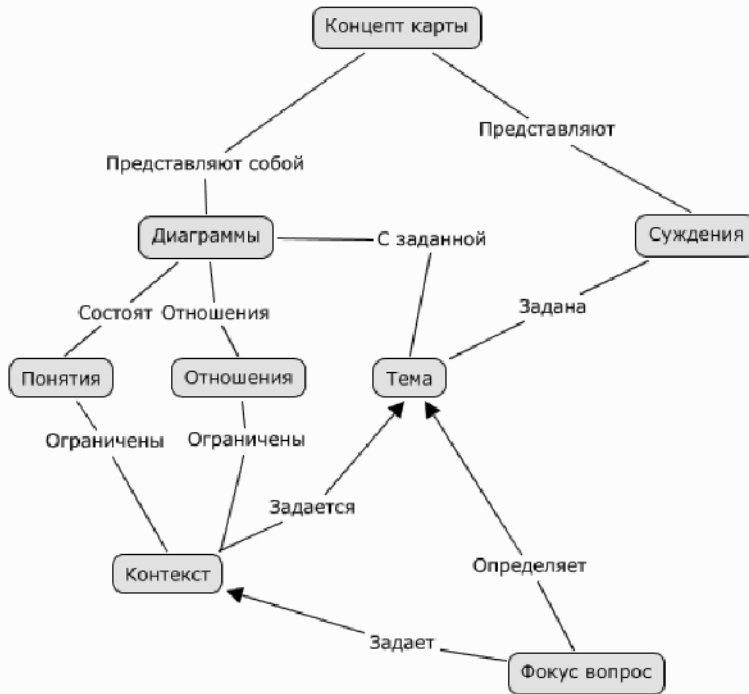 Концепт карты
Представляют
Представляют собой
Суждения
Диаграммы
С заданной
Состоят
Отношения
Задана
Понятия
Отношения
Тема
Ограничены
Ограничены
Задается
Контекст
Определяет
Задает
Фокус вопрос